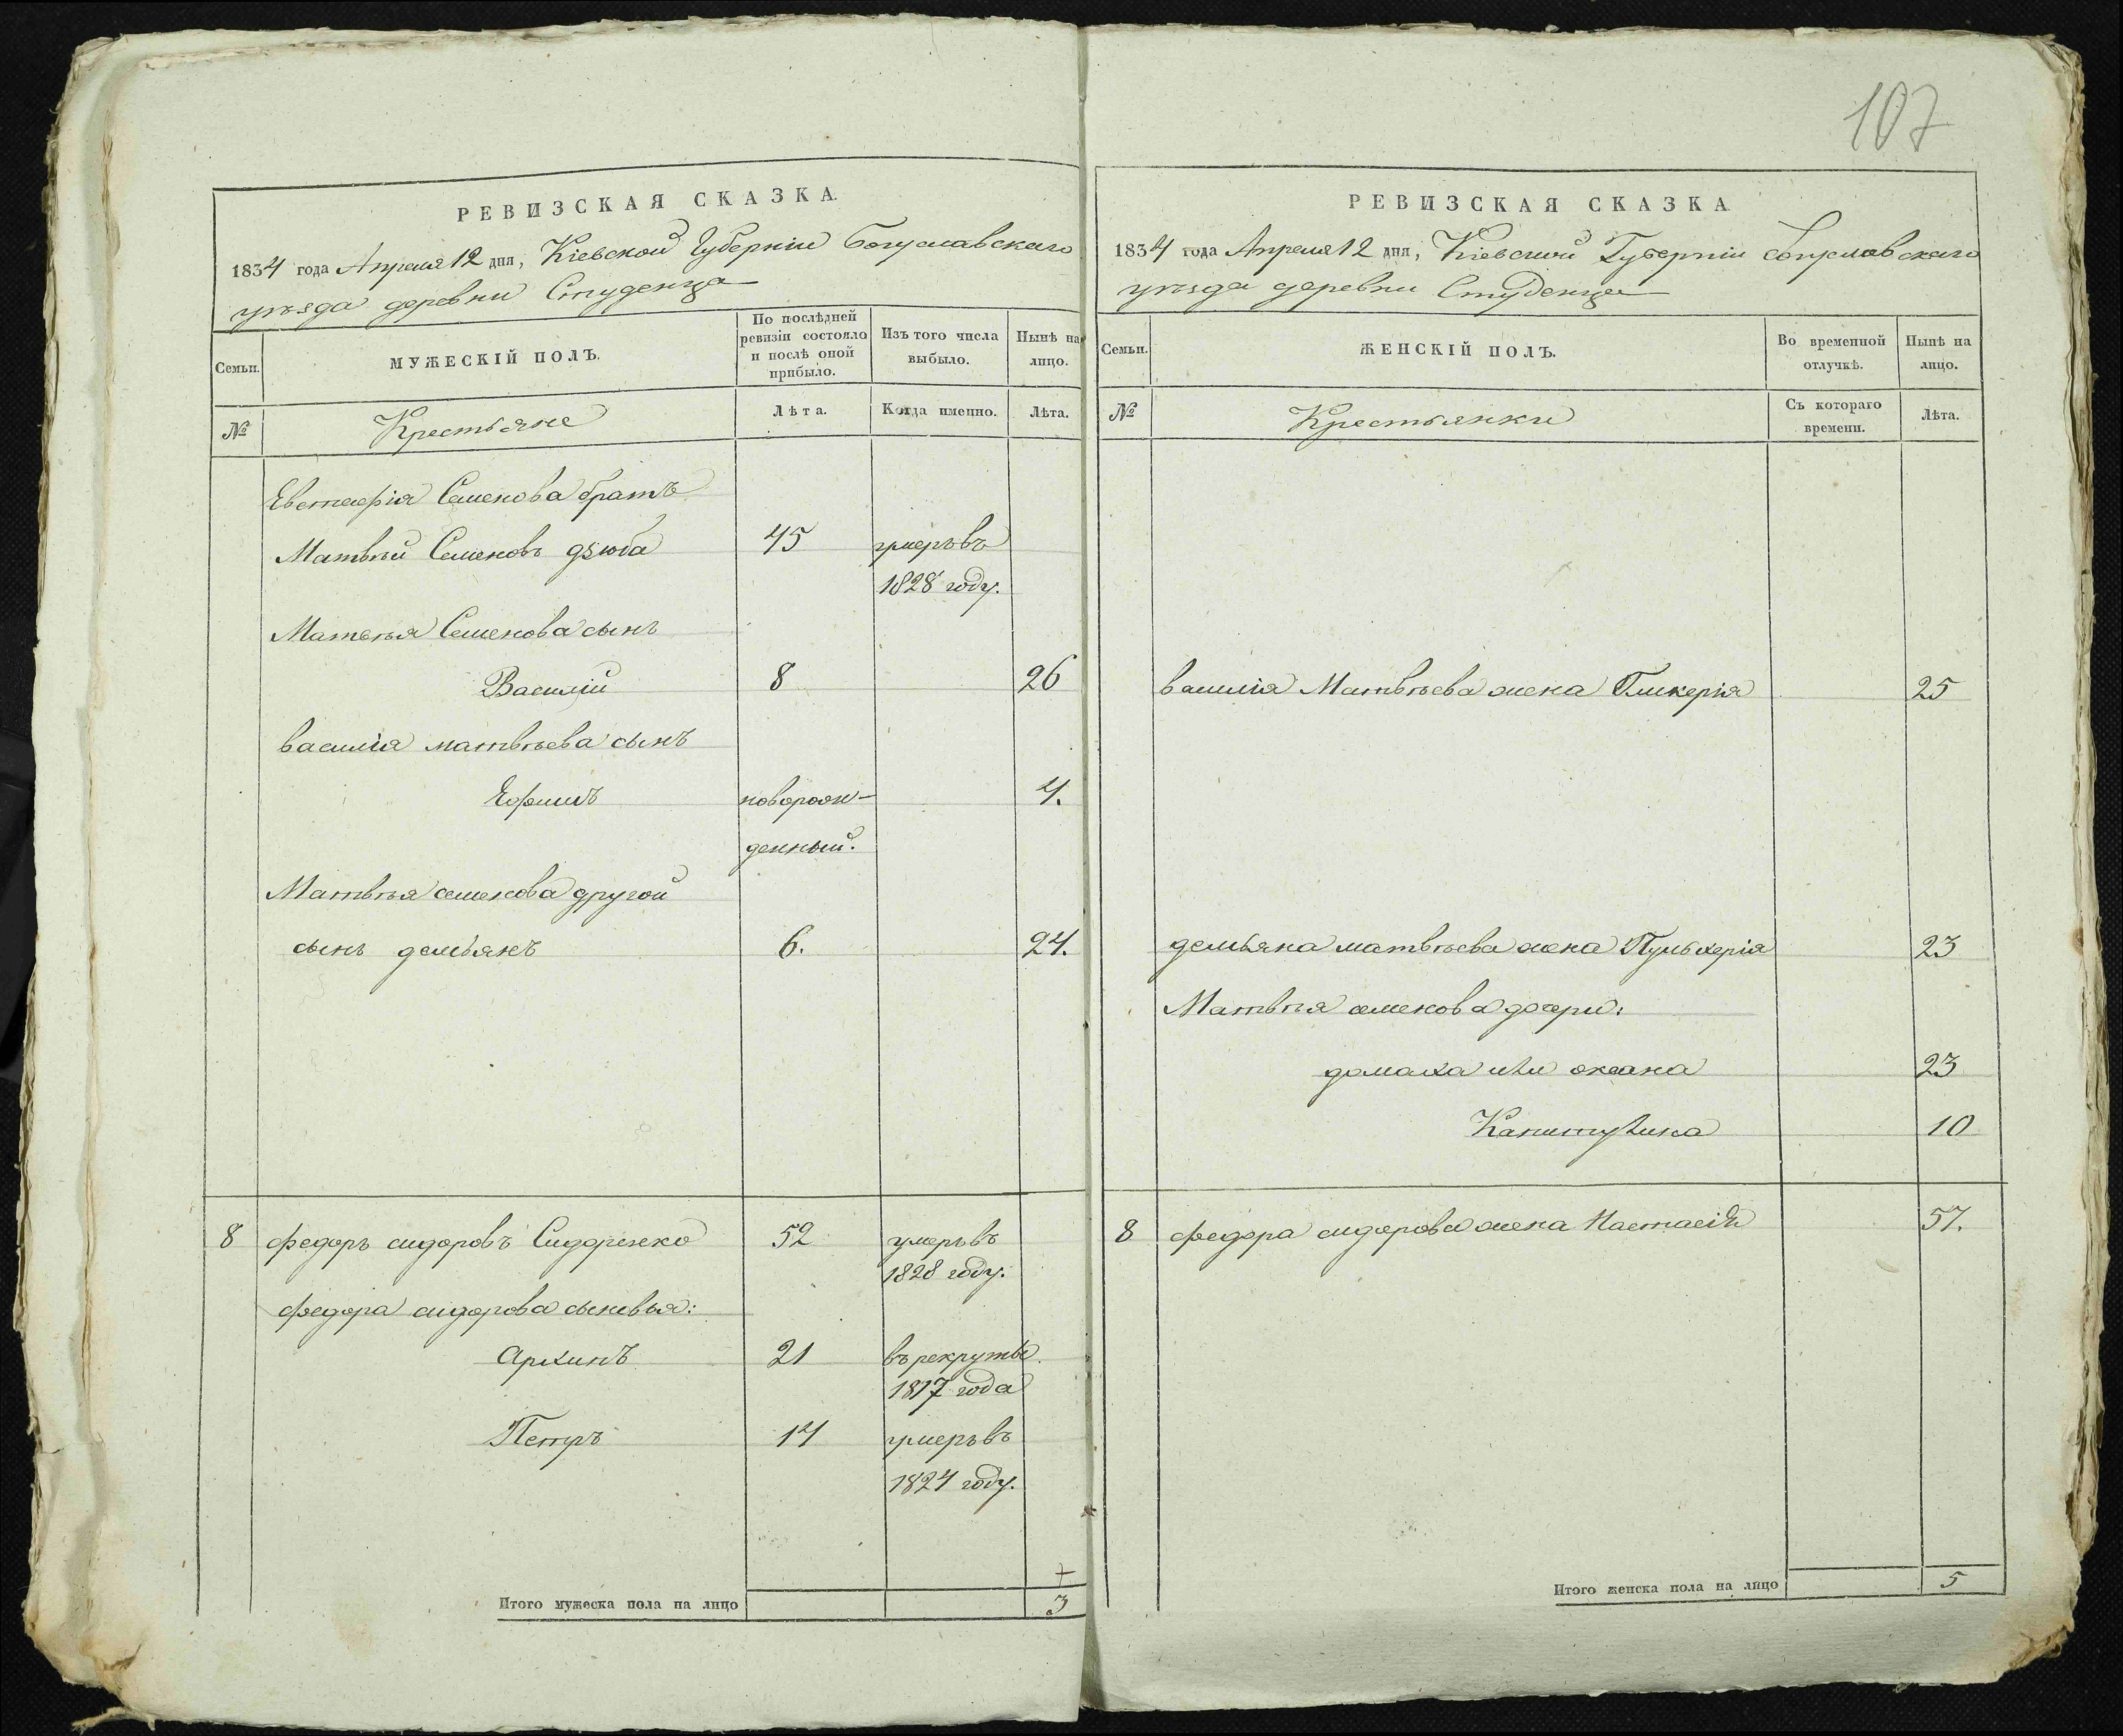 107
РЕВИЗСКАЯ СКАЗКА.
1834 года Апреля 12 дня, Кіевской Губерніи Богуславскаго
уѣзда деревни Студенца
Семьи.
МУЖЕСКІЙ ПОЛЪ.
По послѣдней
ревизіи состояло
и послѣ оной
прибыло.
Изъ того числа
выбыло.
Нынѣ на
лицо.
№
Крестьяне
Лѣта.
Когда именно.
Лѣта.
Евстафія Семенова братъ
Матвѣй Семеновъ дзюба 45 умеръ въ
1828 году.
Матвѣя Семенова сынъ
Василій 8 26
василія матвѣева сынъ
Ефимъ новорож- 4.
денный.
Матвѣя семенова другой
сынъ демьянъ 6. 24.
8 федоръ сидоровъ Сидоренко 52 умеръ въ
1828 году.
федора сидорова сыновья:
Архипъ 21 въ рекруты
1817 года
Петръ 14 умеръ въ
1824 году.
Итого мужеска пола на лицо 3
РЕВИЗСКАЯ СКАЗКА
1834 года Апреля 12 дня, Кіевской Губерніи Богуславскаго
уѣзда деревни Студенца
Семьи.
ЖЕНСКІЙ ПОЛЪ.
Во временной
отлучкѣ.
Нынѣ на
лицо.
№
Крестьянки
Съ котораго
времени.
Лѣта.
василія Матвѣева жена Гликерія 25
демьяна матвѣева жена Пульхерія 23
Матвѣя семенова дочери:
домаха или оксана 23
Капитулина 10
8 федора сидорова жена Настасія 57.
Итого женска пола на лицо 5